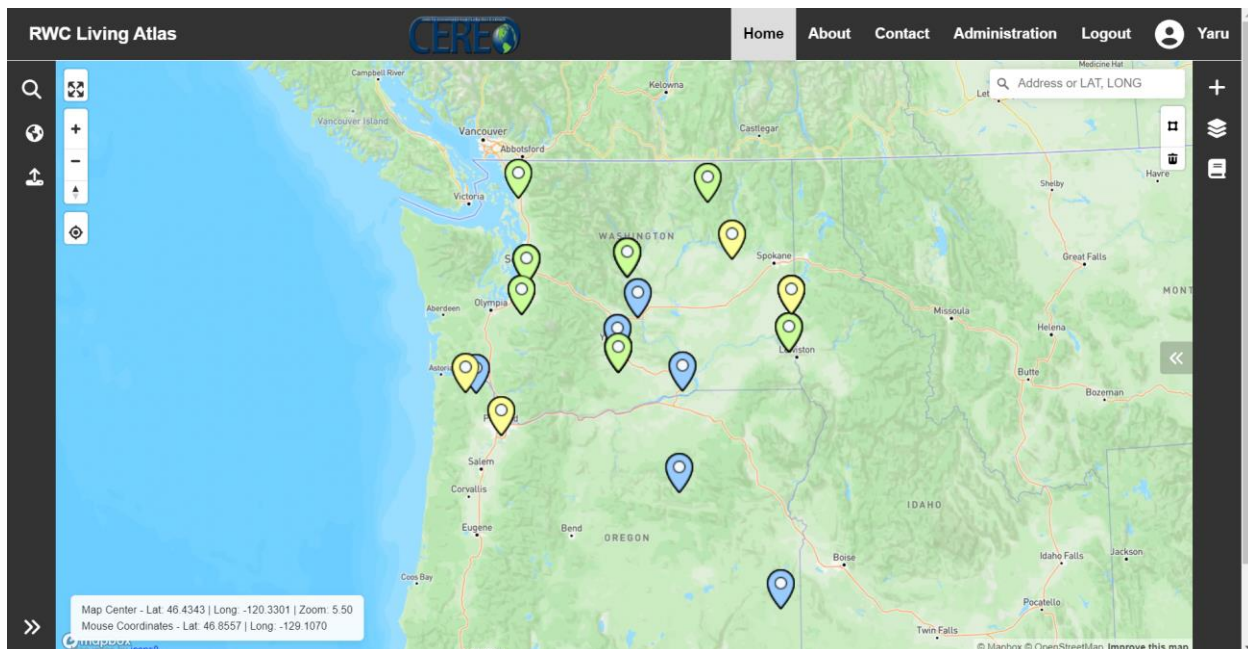 RWC Living Atlas
CEREO
Home
About
Contact
Administration
Logout
Yaru
Address or LAT, LONG
Campbell River
Kelowna
Medicine Hat
Vancouver Island
Vancouver
Castlegar
Abbotsford
Victoria
Shelby
Havre
WASHINGTON
Spokane
Great Falls
Olympia
Aberdeen
MONT
Missoula
Helena
Astoria
Butte
Bozeman
Salem
Corvallis
IDAHO
Eugene
Bend
OREGON
Boise
Idaho Falls
Jackson
Coos Bay
Pocatello
Twin Falls
Map Center - Lat: 46.4343 | Long: -120.3301 | Zoom: 5.50
Mouse Coordinates - Lat: 46.8557 | Long: -129.1070
mapbox
© Mapbox © OpenStreetMap Improve this map